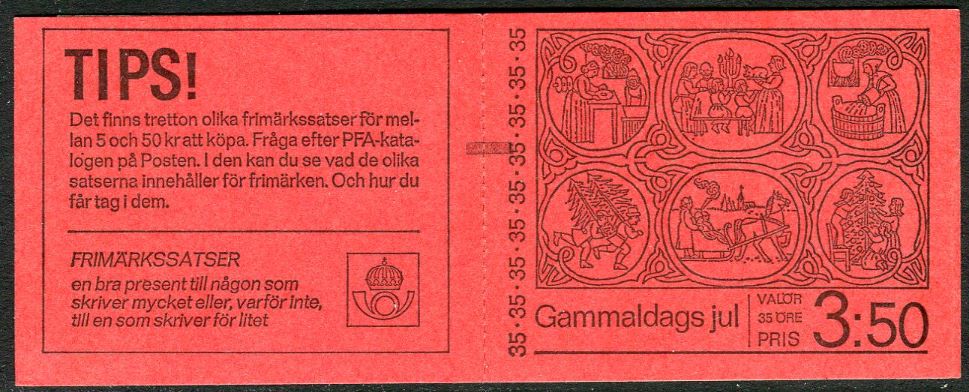 TIPS!
Det finns tretton olika frimärkssatser för mel-
lan 5 och 50 kr att köpa. Fråga efter PFA-kata-
logen på Posten. I den kan du se vad de olika
satserna innehåller för frimärken. Och hur du
får tag i dem.
FRIMÄRKSSATSER
en bra present till någon som
skriver mycket eller, varför inte,
till en som skriver för litet
35·35·35·35·35·35·35·35·35·35
Gammaldags jul
VALÖR
35 ÖRE
PRIS
3:50